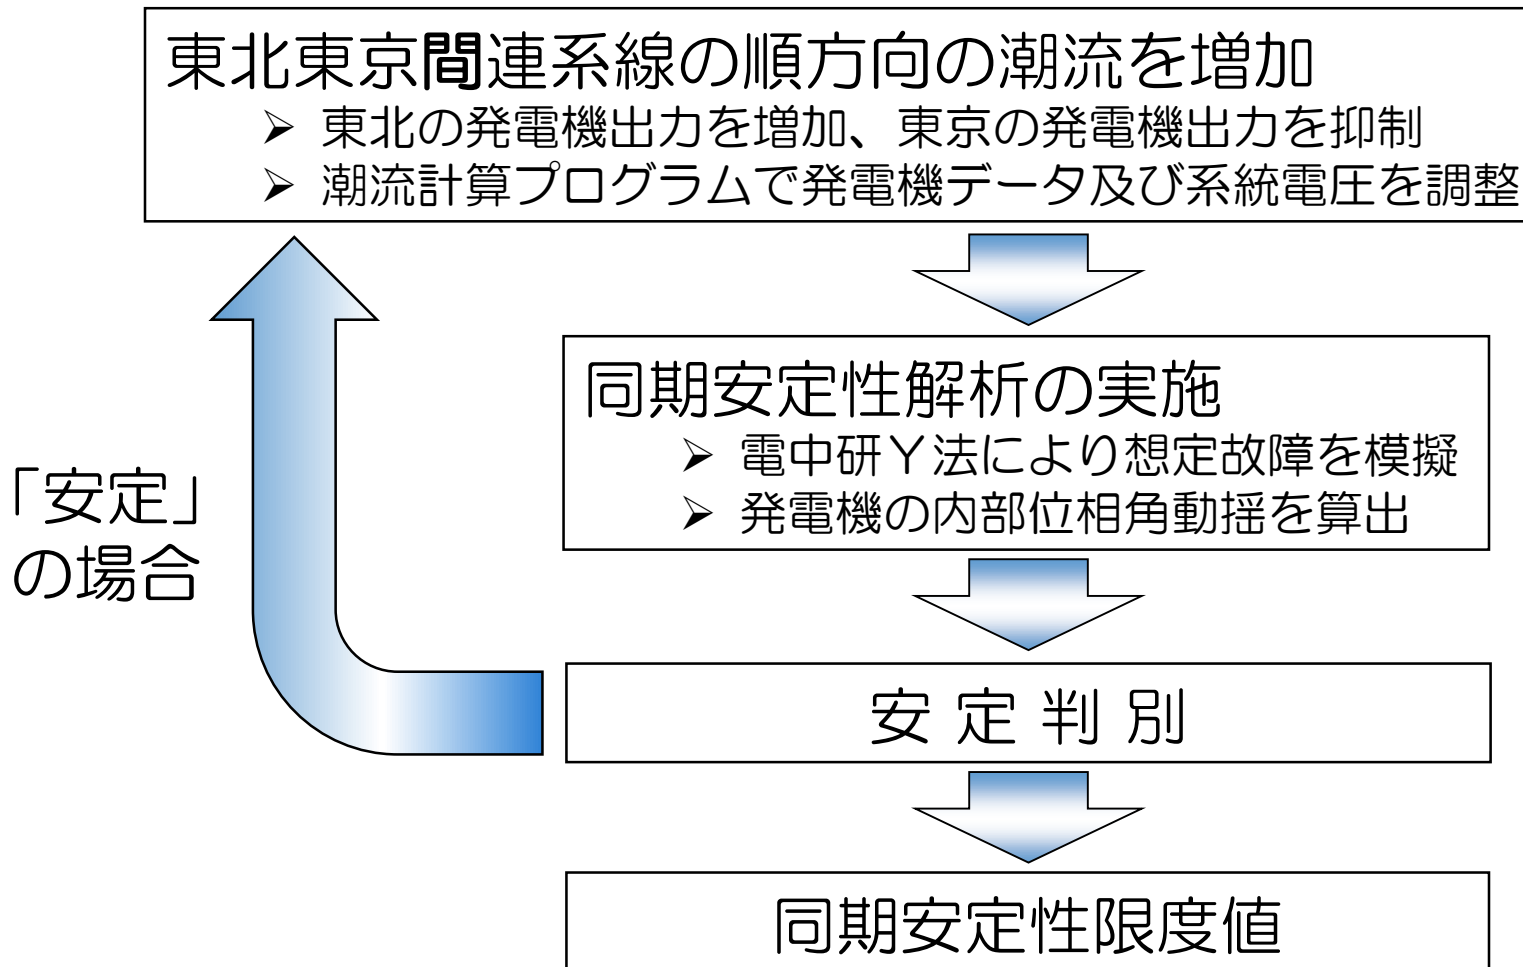 東北東京間連系線の順方向の潮流を増加
➢ 東北の発電機出力を増加、東京の発電機出力を抑制
➢ 潮流計算プログラムで発電機データ及び系統電圧を調整
同期安定性解析の実施
➢ 電中研Y法により想定故障を模擬
➢ 発電機の内部位相角動揺を算出
「安定」
の場合
安 定 判 別
同期安定性限度値